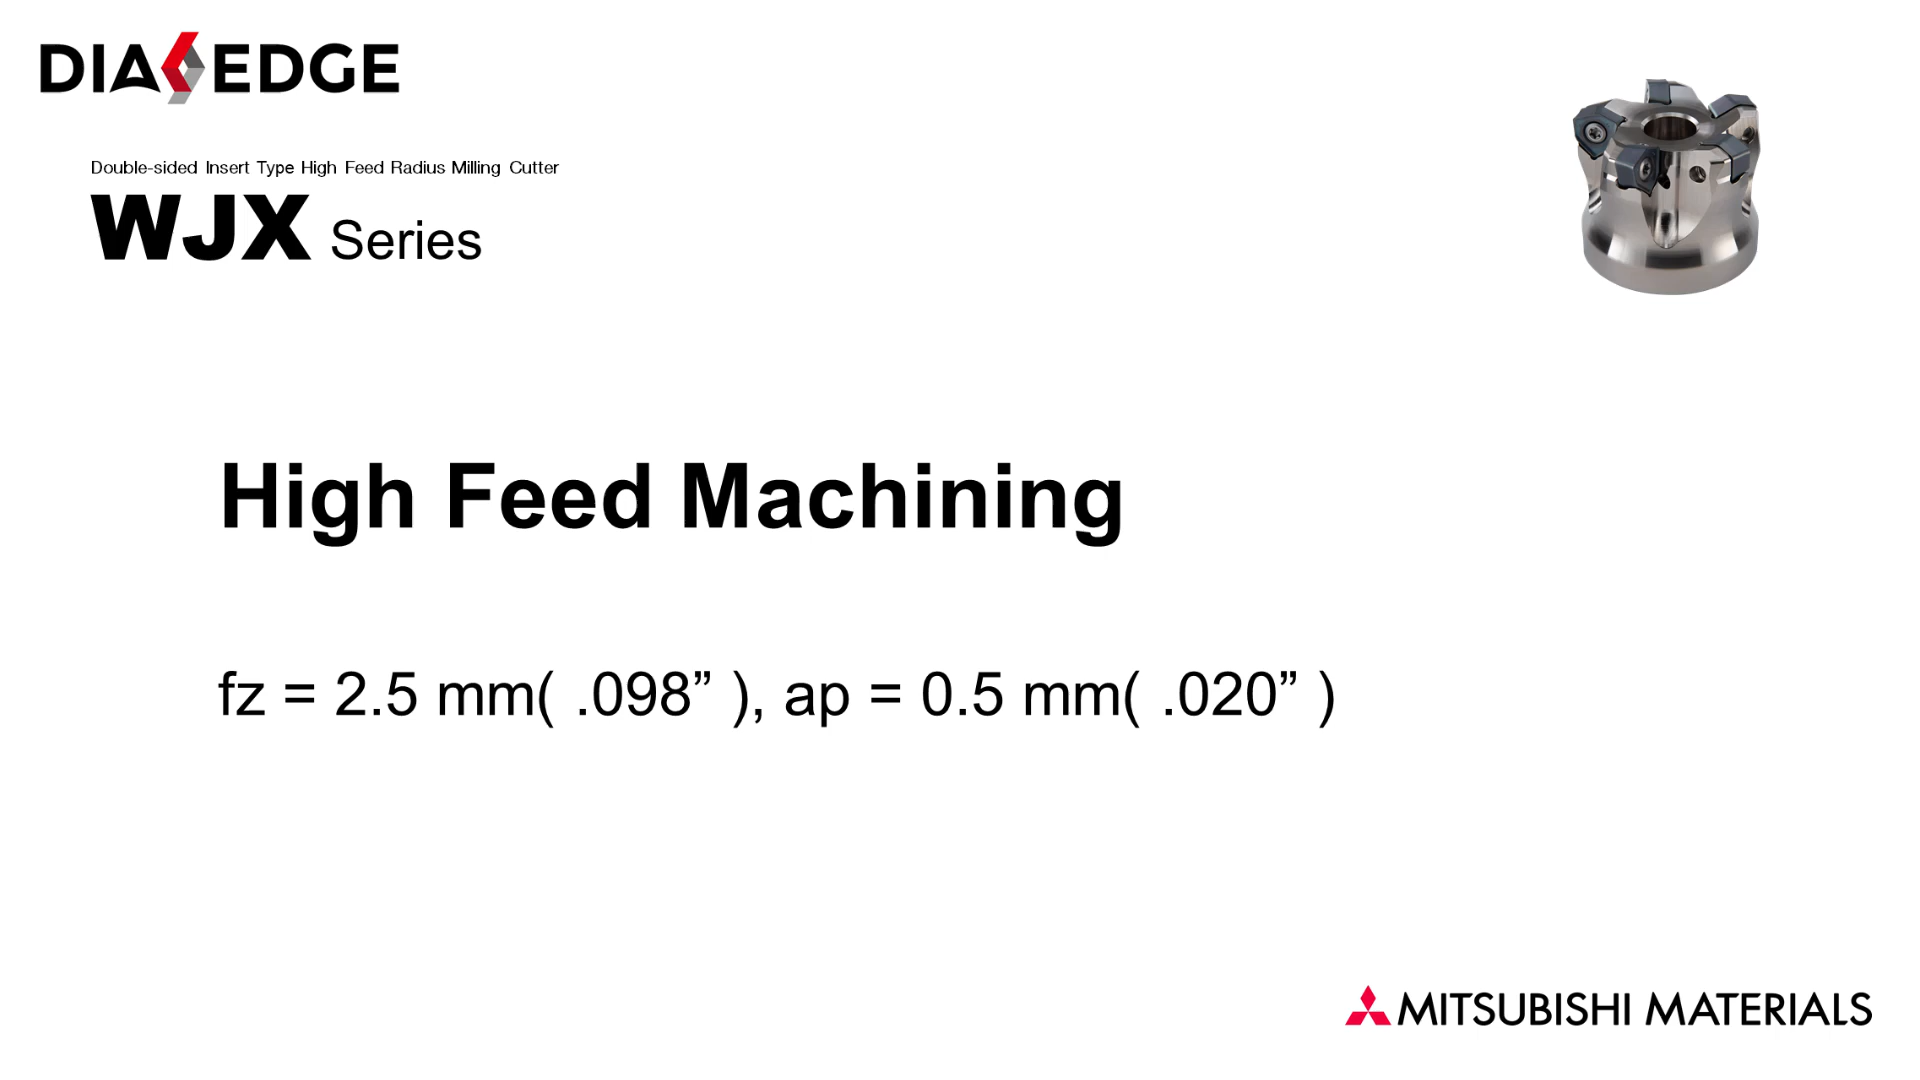 DIAEDGE
Double-sided Insert Type High Feed Radius Milling Cutter
WJX Series
High Feed Machining
fz = 2.5 mm( .098” ), ap = 0.5 mm( .020” )
MITSUBISHI MATERIALS